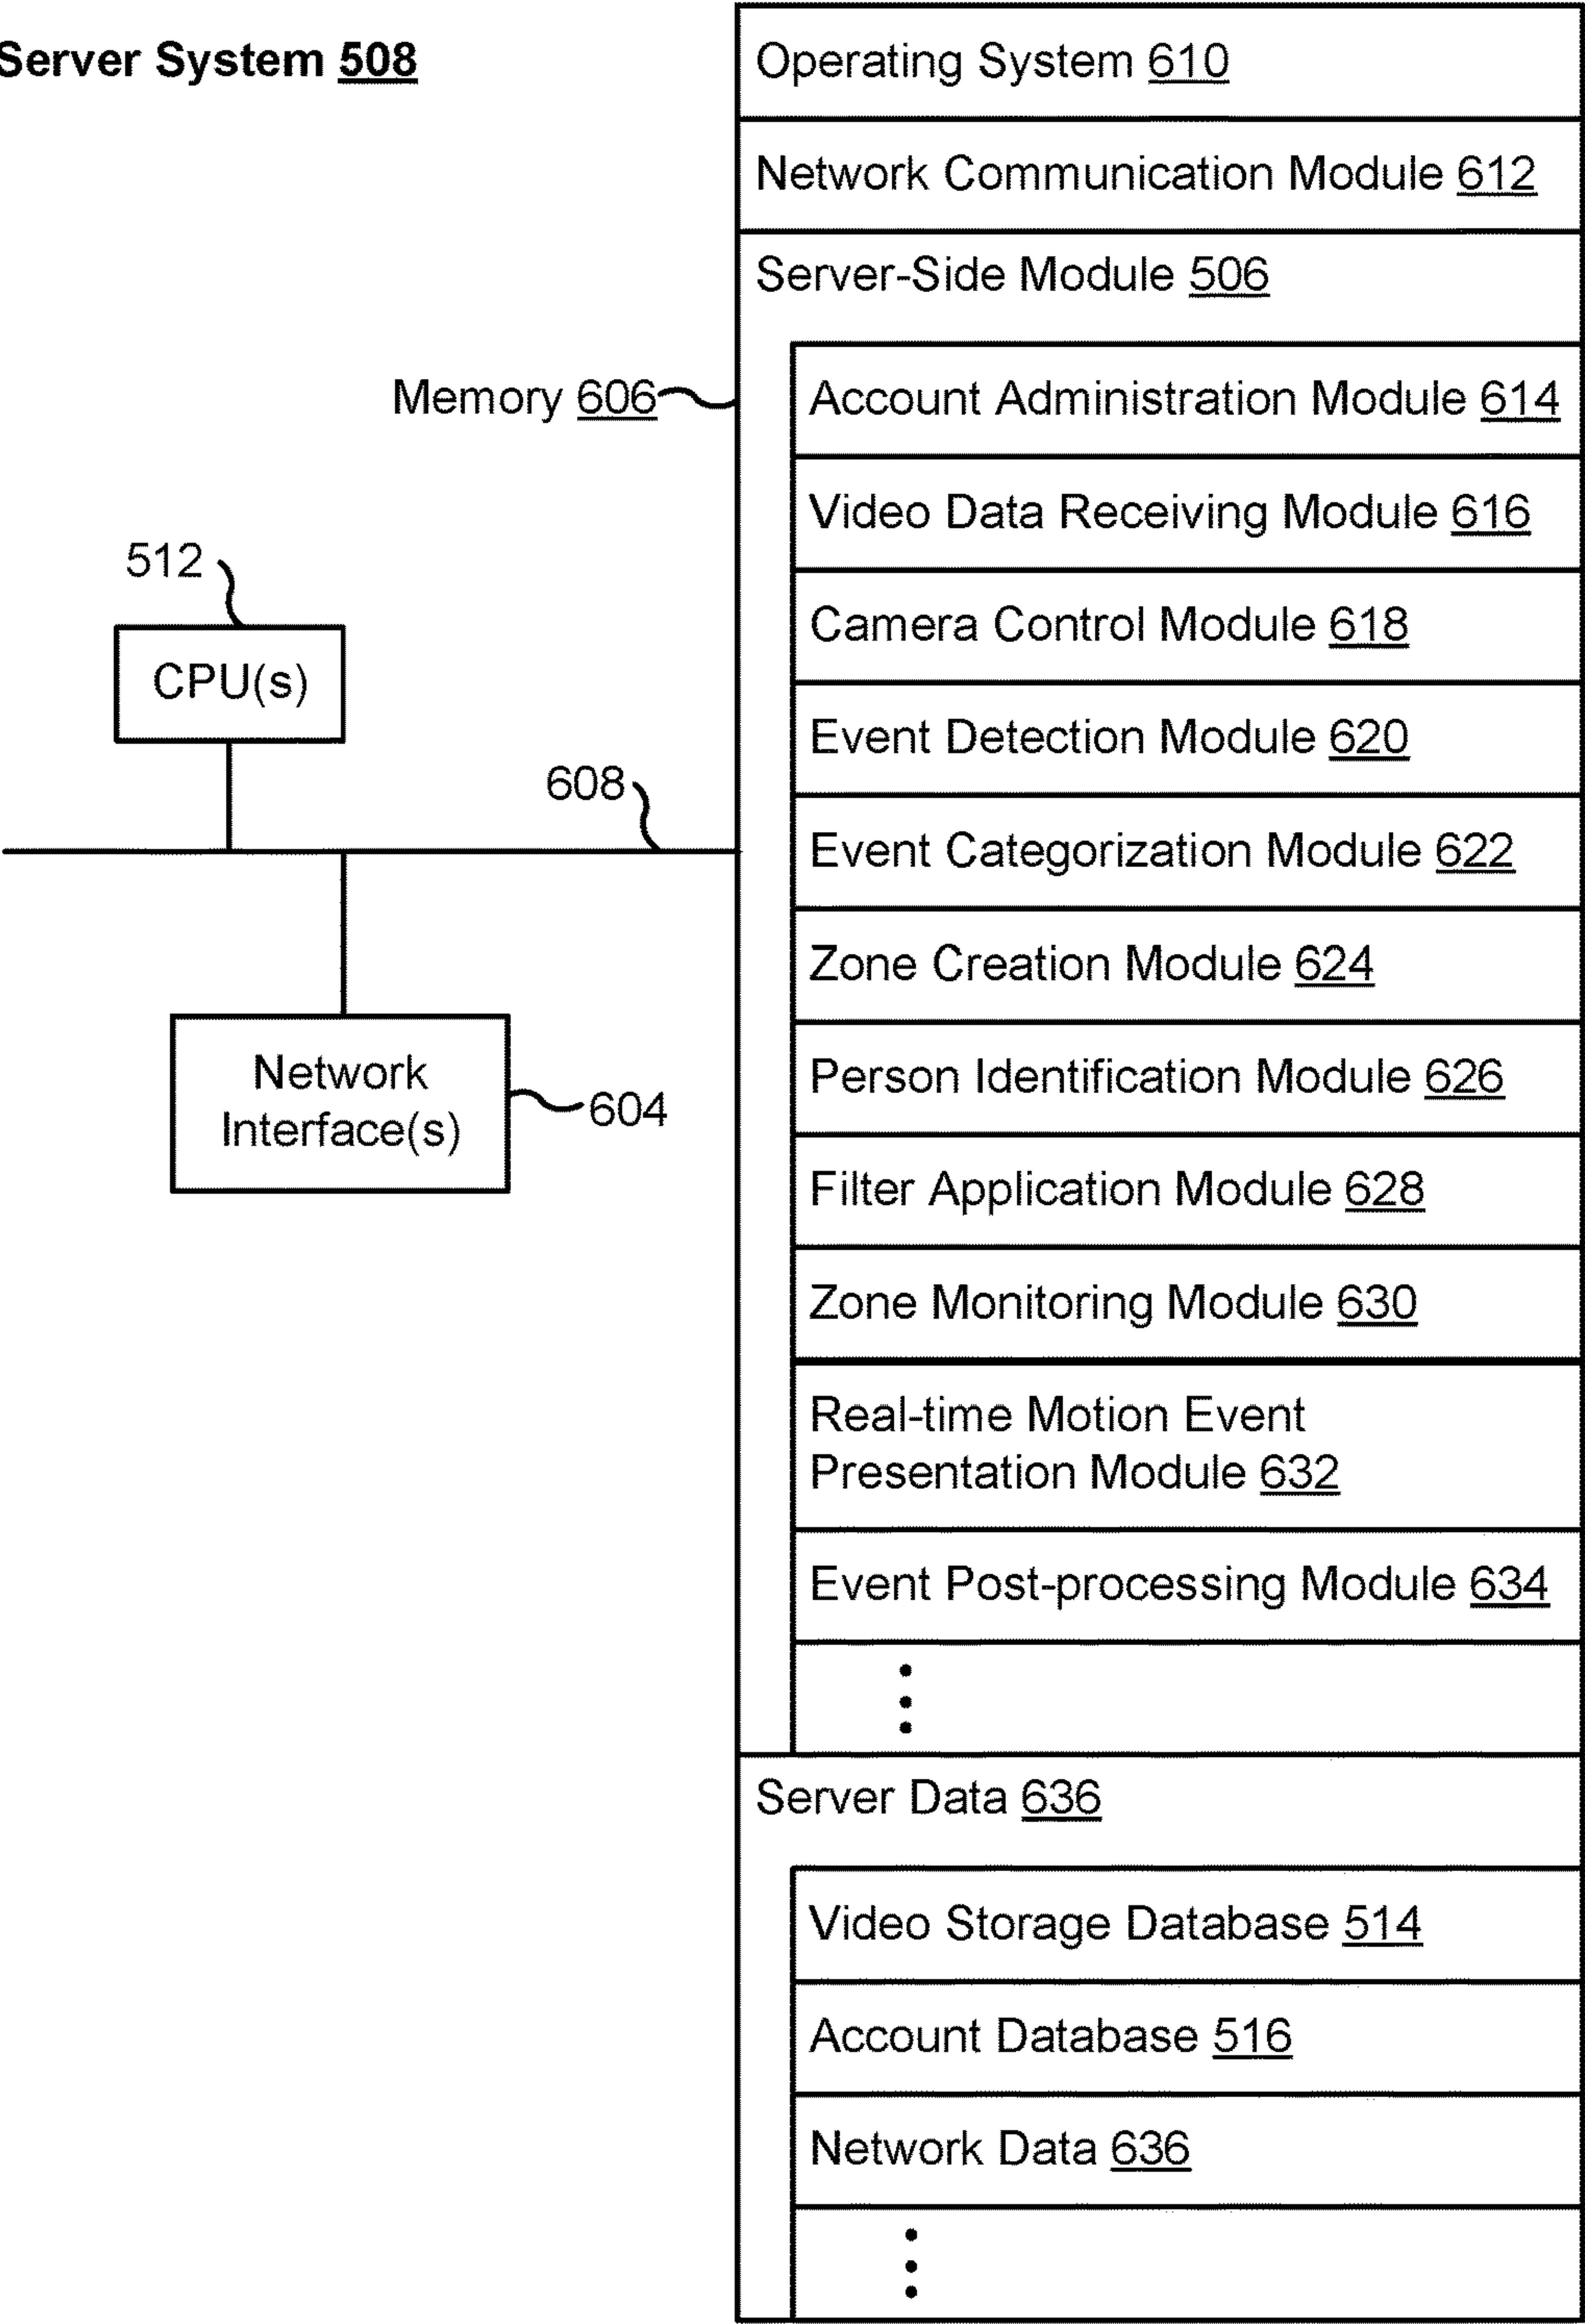 Server System 508
Operating System 610
Network Communication Module 612
Server-Side Module 506
Memory 606
Account Administration Module 614
Video Data Receiving Module 616
512
CPU(s)
Camera Control Module 618
Event Detection Module 620
608
Event Categorization Module 622
Zone Creation Module 624
Network
Interface(s)
604
Person Identification Module 626
Filter Application Module 628
Zone Monitoring Module 630
Real-time Motion Event
Presentation Module 632
Event Post-processing Module 634
Server Data 636
Video Storage Database 514
Account Database 516
Network Data 636